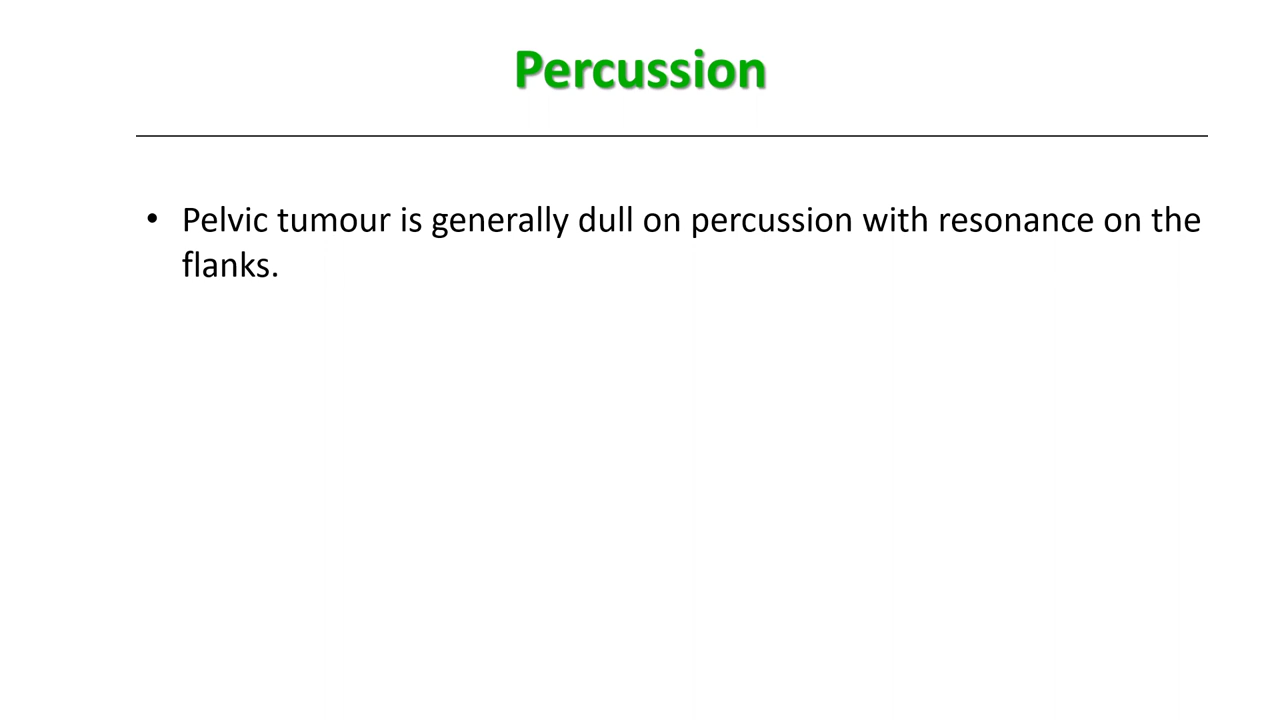 Percussion
• Pelvic tumour is generally dull on percussion with resonance on the
flanks.